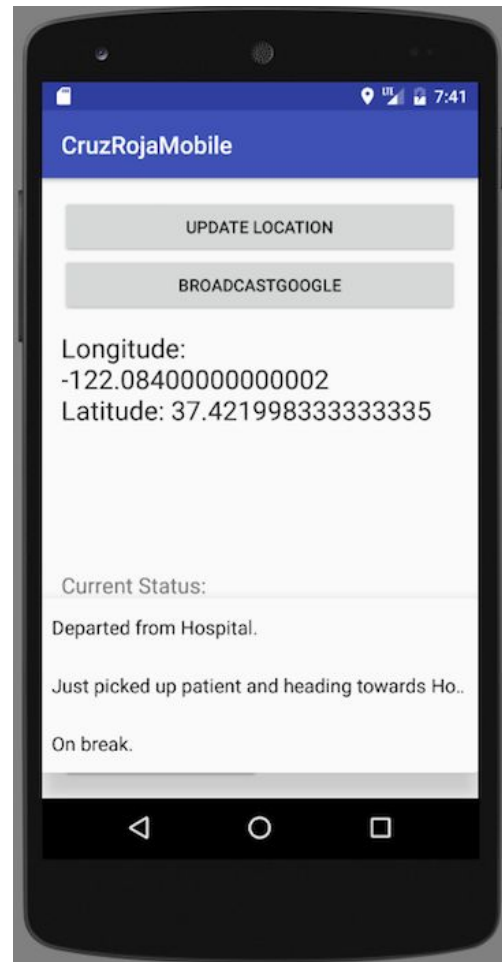 LTE 7:41
CruzRojaMobile
UPDATE LOCATION
BROADCASTGOOGLE
Longitude:
-122.08400000000002
Latitude: 37.421998333333335
Current Status:
Departed from Hospital.
Just picked up patient and heading towards Ho..
On break.